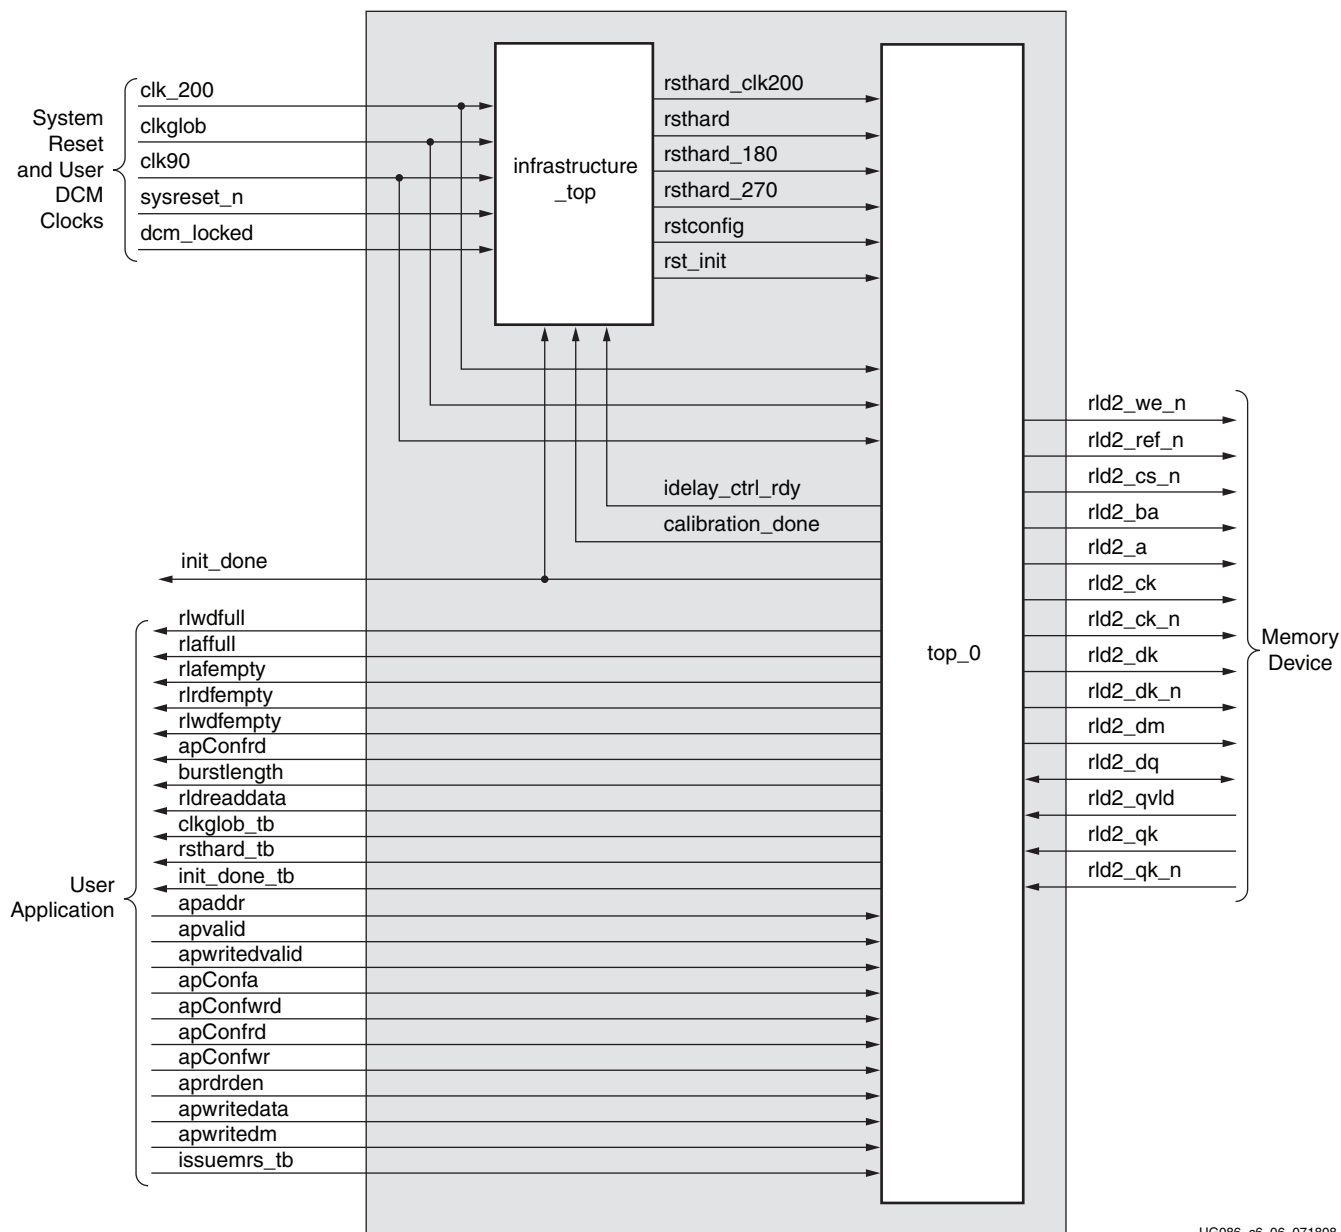 System
Reset
and User
DCM
Clocks
clk_200
clkglob
clk90
sysreset_n
dcm_locked
infrastructure
_top
rsthard_clk200
rsthard
rsthard_180
rsthard_270
rstconfig
rst_init
idelay_ctrl_rdy
calibration_done
init_done
User
Application
rlwdfull
rlaffull
rlafempty
rlrdfempty
rlwdfempty
apConfrd
burstlength
rldreaddata
clkglob_tb
rsthard_tb
init_done_tb
apaddr
apvalid
apwritedvalid
apConfa
apConfwrd
apConfrd
apConfwr
aprdrden
apwritedata
apwritedm
issuemrs_tb
top_0
rld2_we_n
rld2_ref_n
rld2_cs_n
rld2_ba
rld2_a
rld2_ck
rld2_ck_n
rld2_dk
rld2_dk_n
rld2_dm
rld2_dq
rld2_qvld
rld2_qk
rld2_qk_n
Memory
Device
UG086_c6_06_071808